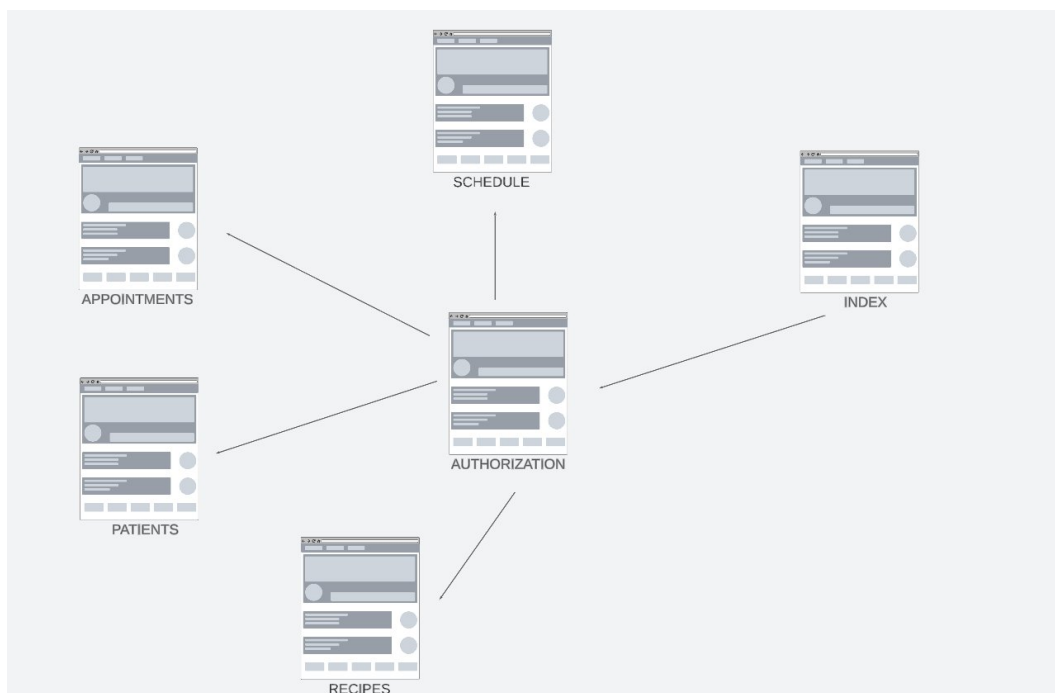 SCHEDULE
APPOINTMENTS
INDEX
AUTHORIZATION
PATIENTS
RECIPES